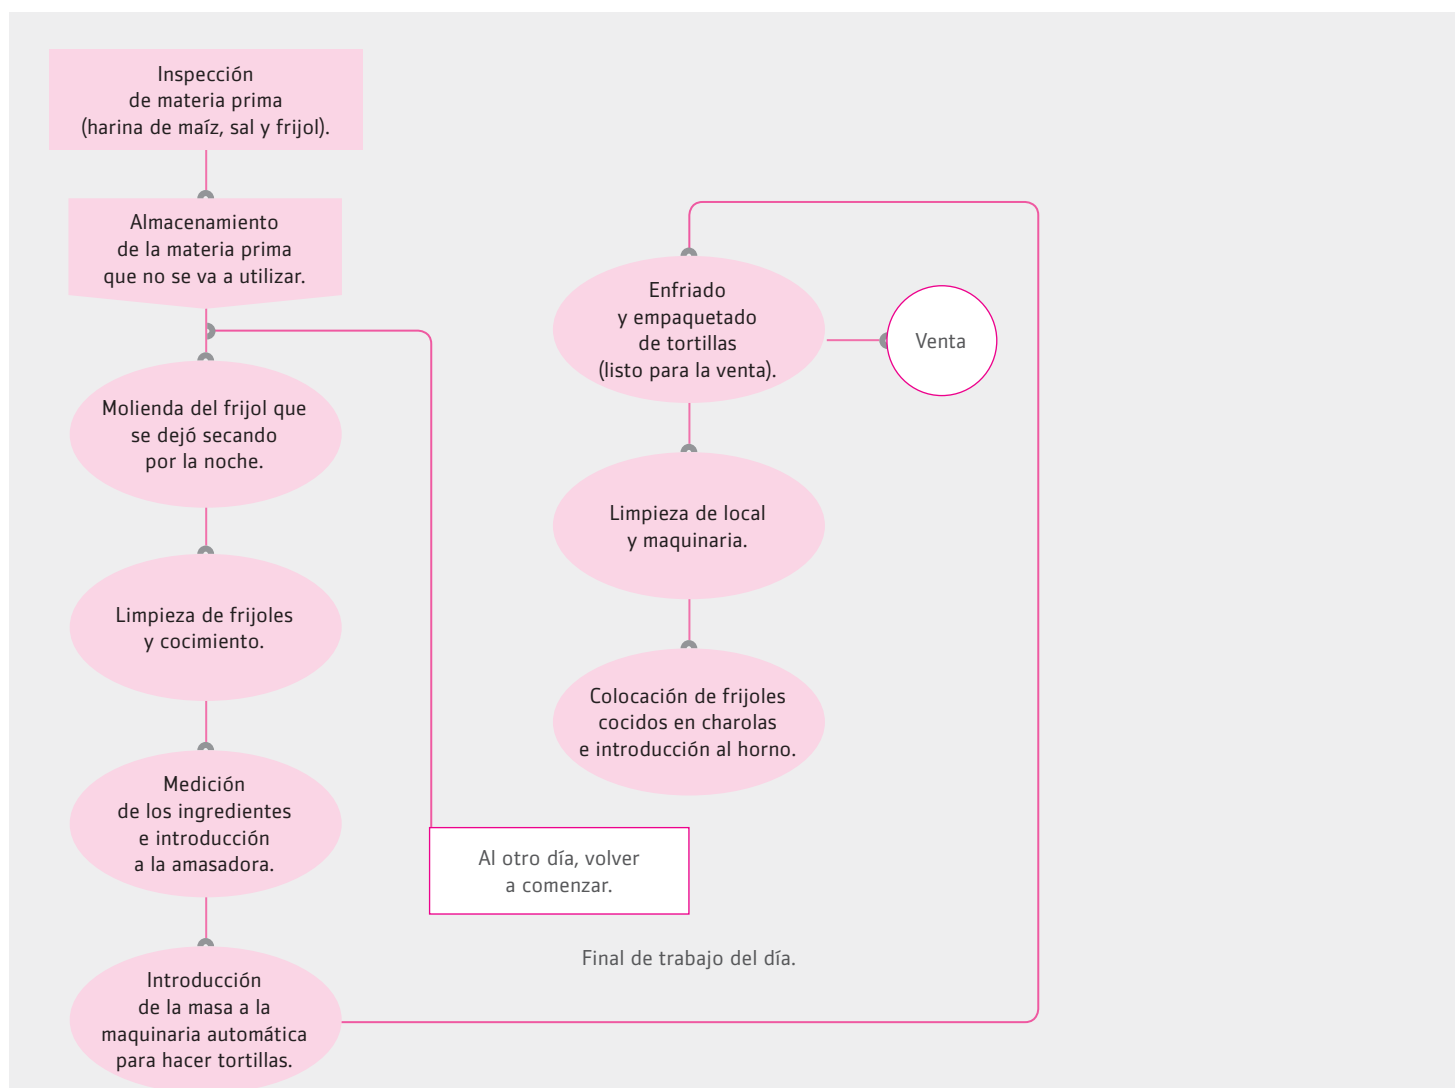 Inspección
de materia prima
(harina de maíz, sal y frijol).
Almacenamiento
de la materia prima
que no se va a utilizar.
Molienda del frijol que
se dejó secando
por la noche.
Limpieza de frijoles
y cocimiento.
Medición
de los ingredientes
e introducción
a la amasadora.
Introducción
de la masa a la
maquinaria automática
para hacer tortillas.
Enfriado
y empaquetado
de tortillas
(listo para la venta).
Venta
Limpieza de local
y maquinaria.
Colocación de frijoles
cocidos en charolas
e introducción al horno.
Al otro día, volver
a comenzar.
Final de trabajo del día.